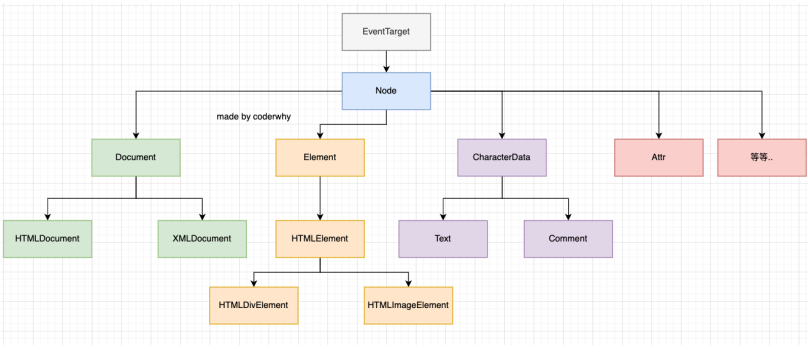 EventTarget
Node
made by coderwhy
Document
Element
CharacterData
Attr
等等..
HTMLDocument
XMLDocument
HTMLElement
Text
Comment
HTMLDivElement
HTMLImageElement